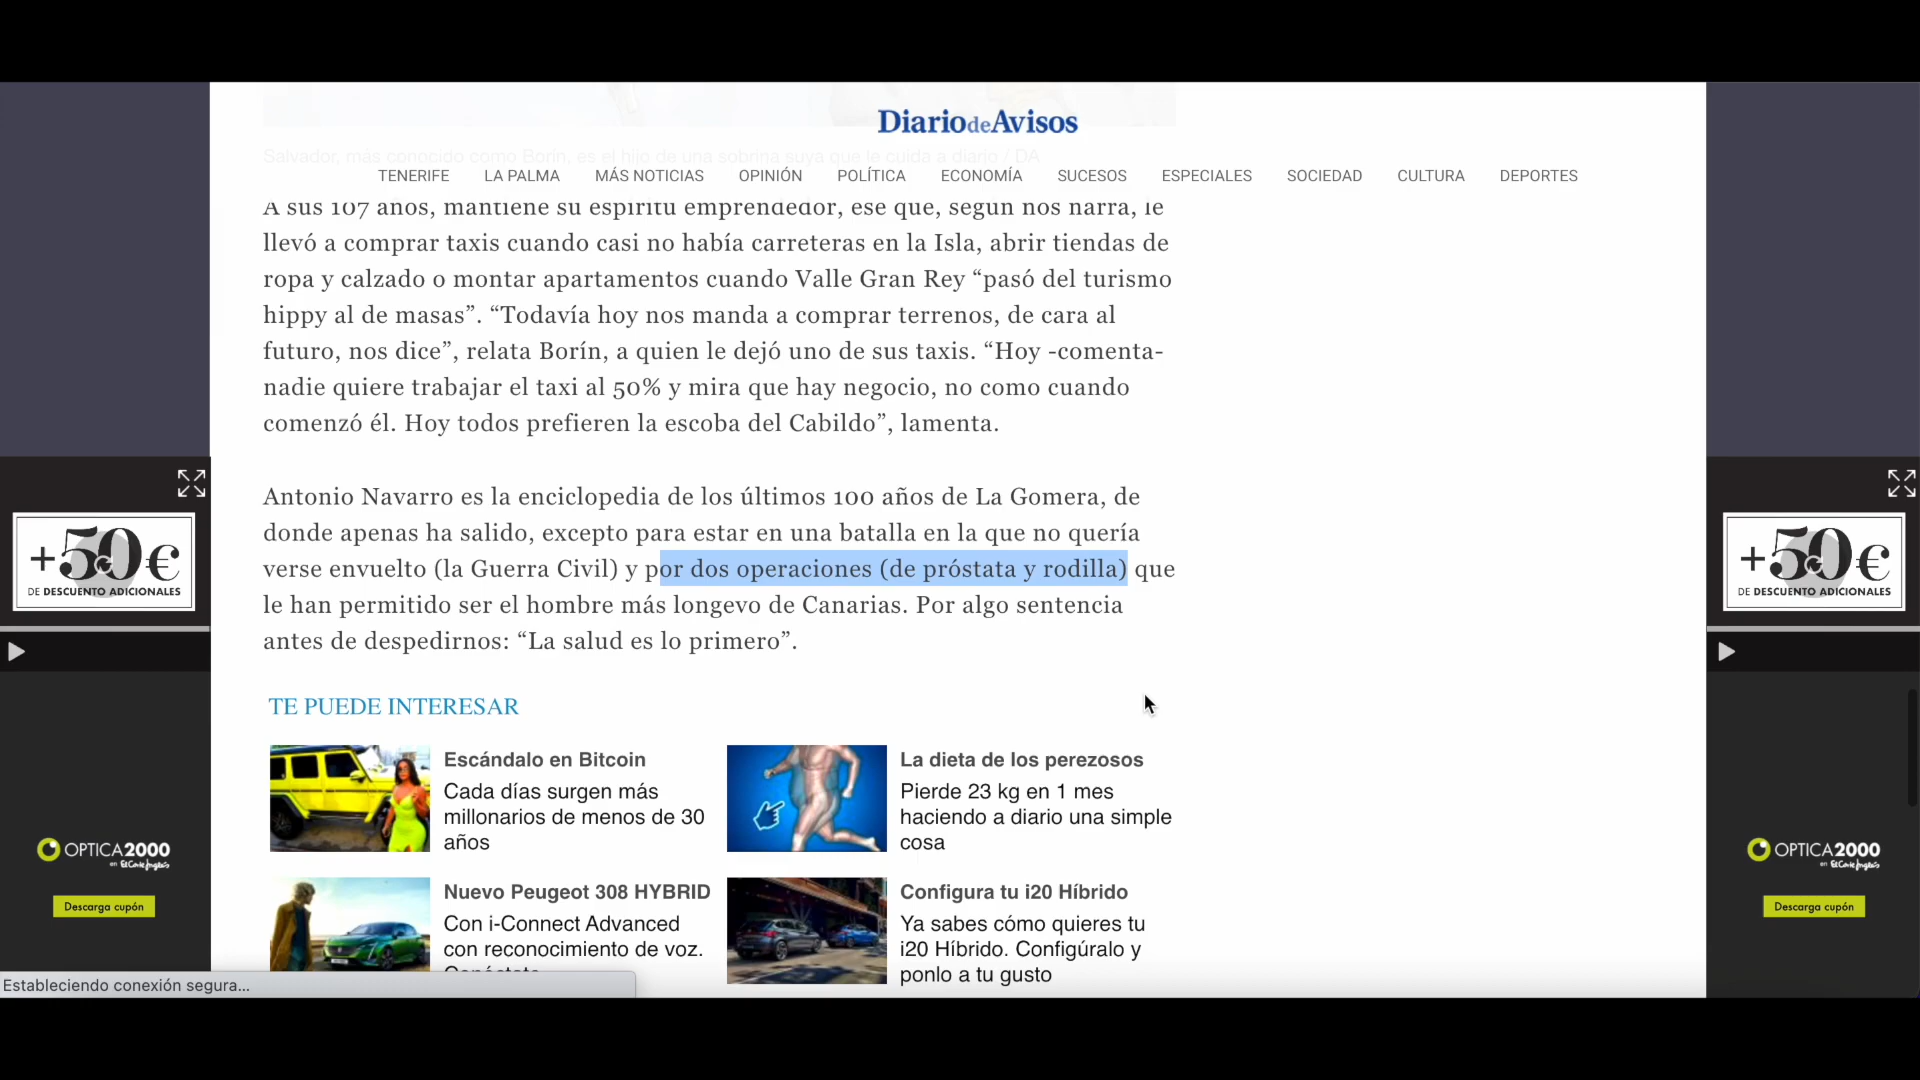 DiariodeAvisos
Salvador, más conocido como Borín, es el hijo de una sobrina suya que le cuida a diario / DA
TENERIFE LA PALMA MÁS NOTICIAS OPINIÓN POLÍTICA ECONOMÍA SUCESOS ESPECIALES SOCIEDAD CULTURA DEPORTES
A sus 107 años, mantiene su espíritu emprendedor, ese que, según nos narra, le
llevó a comprar taxis cuando casi no había carreteras en la Isla, abrir tiendas de
ropa y calzado o montar apartamentos cuando Valle Gran Rey “pasó del turismo
hippy al de masas”. “Todavía hoy nos manda a comprar terrenos, de cara al
futuro, nos dice”, relata Borín, a quien le dejó uno de sus taxis. “Hoy -comenta-
nadie quiere trabajar el taxi al 50% y mira que hay negocio, no como cuando
comenzó él. Hoy todos prefieren la escoba del Cabildo”, lamenta.
Antonio Navarro es la enciclopedia de los últimos 100 años de La Gomera, de
donde apenas ha salido, excepto para estar en una batalla en la que no quería
verse envuelto (la Guerra Civil) y por dos operaciones (de próstata y rodilla) que
le han permitido ser el hombre más longevo de Canarias. Por algo sentencia
antes de despedirnos: “La salud es lo primero”.
TE PUEDE INTERESAR
Escándalo en Bitcoin
Cada días surgen más
millonarios de menos de 30
años
La dieta de los perezosos
Pierde 23 kg en 1 mes
haciendo a diario una simple
cosa
Nuevo Peugeot 308 HYBRID
Con i-Connect Advanced
con reconocimiento de voz.
Configura tu i20 Híbrido
Ya sabes cómo quieres tu
i20 Híbrido. Configúralo y
ponlo a tu gusto
+50€
DE DESCUENTO ADICIONALES
OPTICA2000
en El Corte Inglés
Descarga cupón
+50€
DE DESCUENTO ADICIONALES
OPTICA2000
en El Corte Inglés
Descarga cupón
Estableciendo conexión segura...